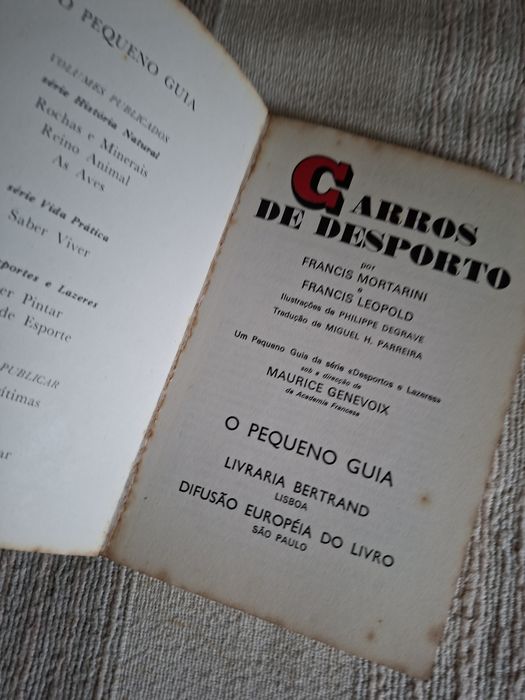 O PEQUENO GUIA
VOLUMES PUBLICADOS
série História Natural
Rochas e Minerais
Reino Animal
As Aves
série Vida Prática
Saber Viver
portes e Lazeres
er Pintar
de Esporte
PUBLICAR
ítimas
ar
CARROS
DE DESPORTO
por
FRANCIS MORTARINI
e
FRANCIS LEOPOLD
Ilustrações de PHILIPPE DEGRAVE
Tradução de MIGUEL H. PARREIRA
Um Pequeno Guia da série «Desportos e Lazeres»
sob a direcção de
MAURICE GENEVOIX
da Academia Francesa
O PEQUENO GUIA
LIVRARIA BERTRAND
LISBOA
DIFUSÃO EUROPÉIA DO LIVRO
SÃO PAULO